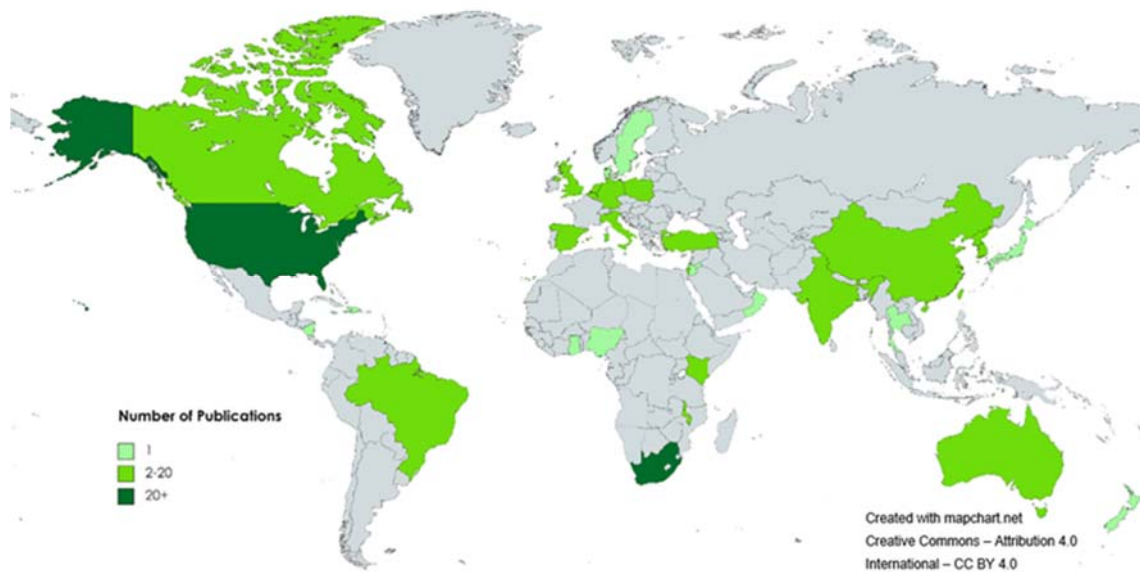 Number of Publications
1
2-20
20+
Created with mapchart.net
Creative Commons – Attribution 4.0
International – CC BY 4.0